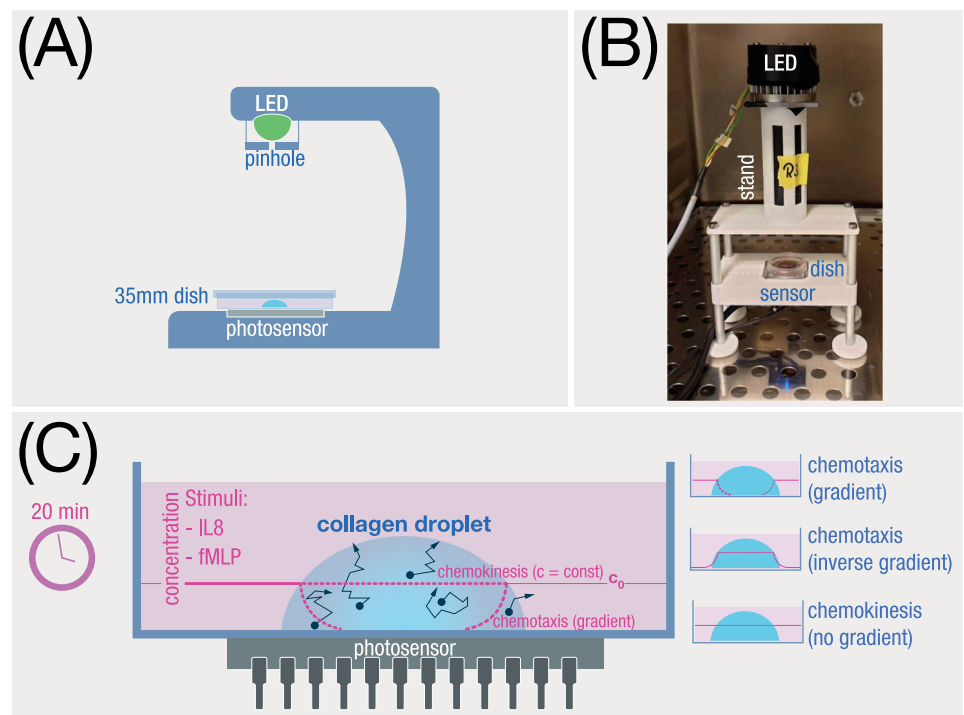 (A)
LED
pinhole
35mm dish
photosensor
(B)
LED
stand
dish
sensor
(C)
20 min
concentration
Stimuli:
- IL8
- fMLP
collagen droplet
chemokinesis (c = const)
c₀
chemotaxis (gradient)
photosensor
chemotaxis
(gradient)
chemotaxis
(inverse gradient)
chemokinesis
(no gradient)